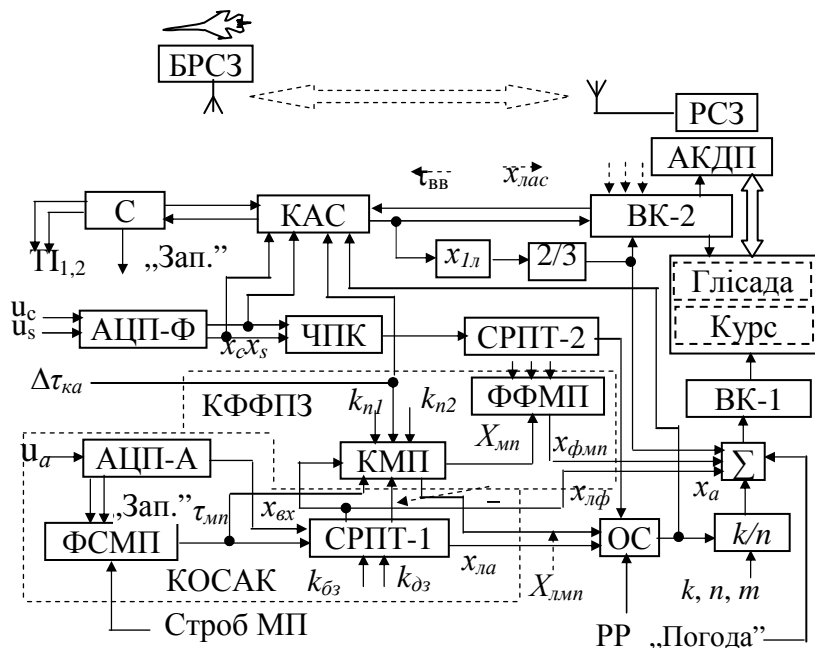 БРСЗ
РСЗ
АКДП
τвв
xлас
С
КАС
ВК-2
x1л
2/3
ТІ1,2
„Зап.”
Глісада
Курс
uс
us
АЦП-Ф
xc xs
ЧПК
СРПТ-2
Δτка
КФФПЗ
kп1
kп2
ФФМП
ВК-1
Xмп
xфмп
uа
АЦП-А
КМП
Σ
xа
xлф
„Зап.”
τмп
xвх
–
ФСМП
СРПТ-1
ОС
k/n
xла
КОСАК
kбз
kдз
Xлмп
k, n, m
Строб МП
РР
„Погода”